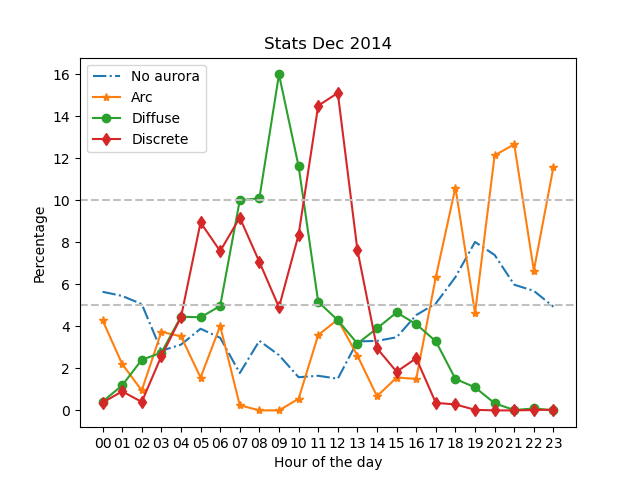 Stats Dec 2014
No aurora
Arc
Diffuse
Discrete
Percentage
16
14
12
10
8
6
4
2
0
00 01 02 03 04 05 06 07 08 09 10 11 12 13 14 15 16 17 18 19 20 21 22 23
Hour of the day